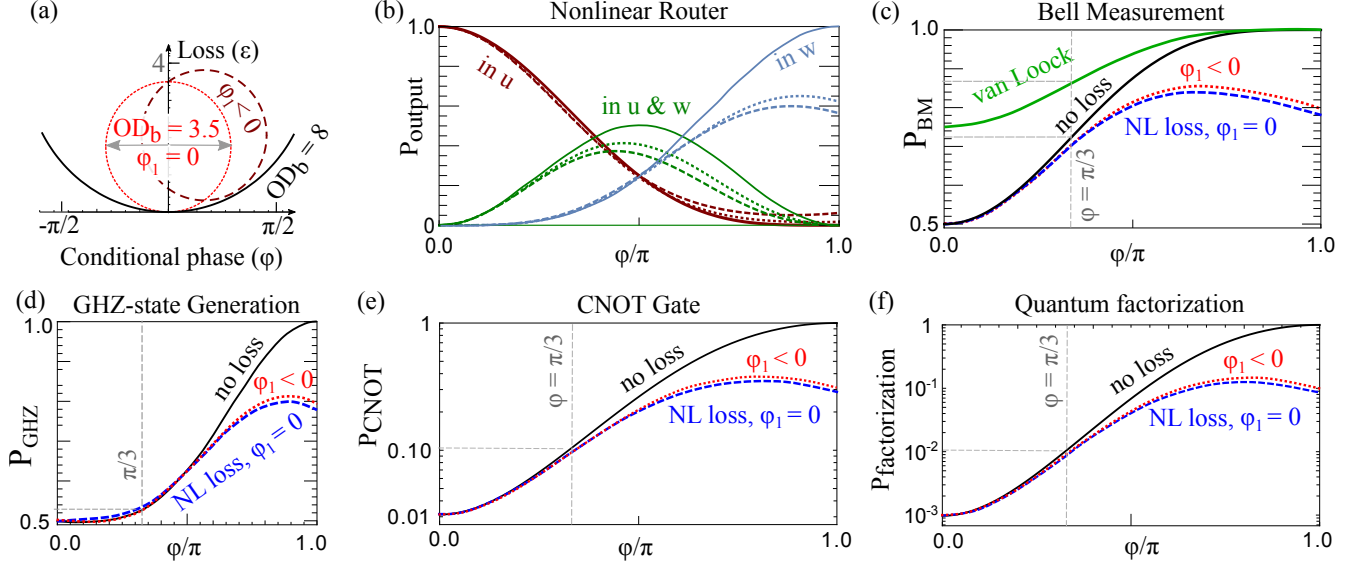 (a)
Loss (ε)
4
φ₁ < 0
OD_b = 3.5
φ₁ = 0
OD_b = 8
-π/2
π/2
Conditional phase (φ)
(b)
Nonlinear Router
P_output
1
0
in u
in u & w
in w
0.0
1.0
φ/π
(c)
Bell Measurement
P_BM
1.0
0.5
van Loock
no loss
φ₁ < 0
NL loss, φ₁ = 0
φ = π/3
0.0
1.0
φ/π
(d)
GHZ-state Generation
P_GHZ
1.0
0.5
no loss
φ₁ < 0
NL loss, φ₁ = 0
π/3
0.0
1.0
φ/π
(e)
CNOT Gate
P_CNOT
1
0.10
0.01
φ = π/3
no loss
φ₁ < 0
NL loss, φ₁ = 0
0.0
1.0
φ/π
(f)
Quantum factorization
P_factorization
1
10⁻¹
10⁻²
10⁻³
φ = π/3
no loss
φ₁ < 0
NL loss, φ₁ = 0
0.0
1.0
φ/π